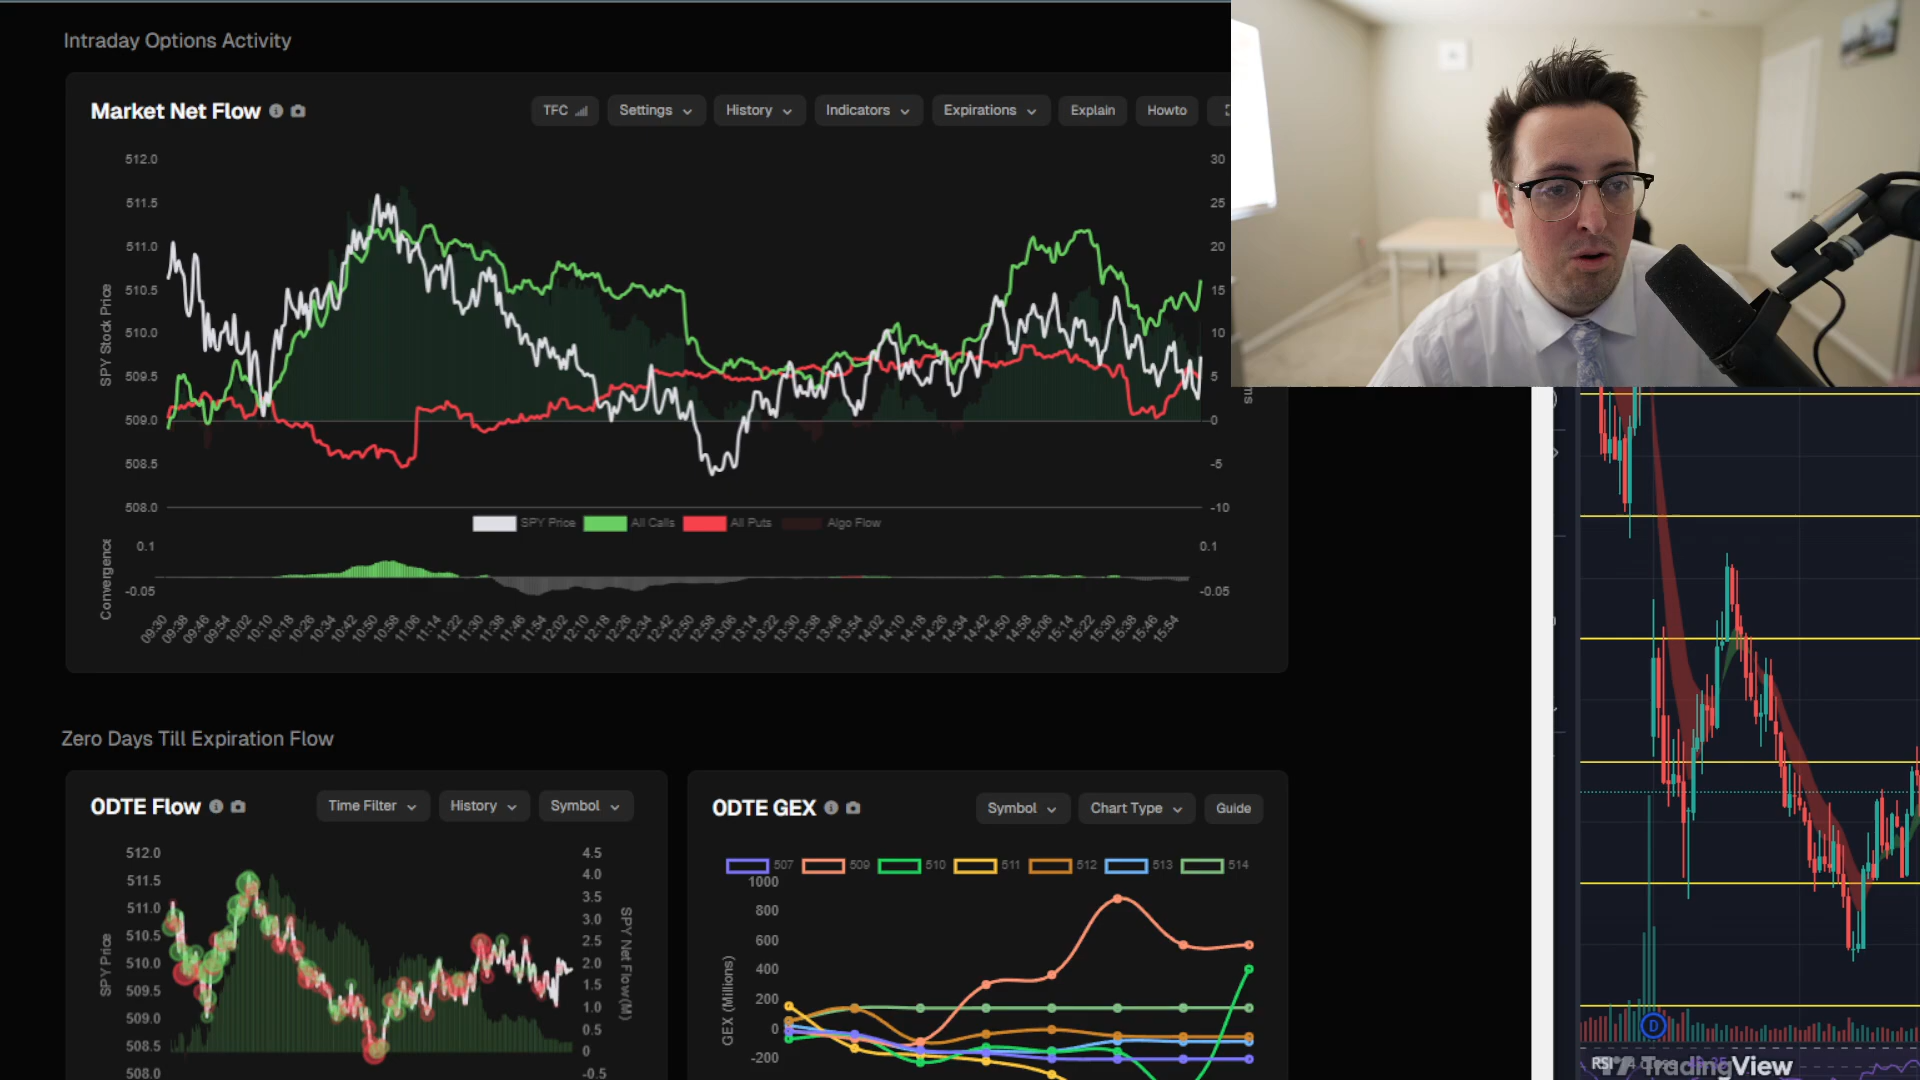 Intraday Options Activity
Market Net Flow
TFC Settings History Indicators Expirations Explain Howto
512.0
511.5
511.0
510.5
510.0
509.5
509.0
508.5
508.0
SPY Stock Price
30
25
20
15
10
5
0
-5
-10
ms
SPY Price All Calls All Puts Algo Flow
Convergence
0.1
-0.05
0.1
-0.05
09:30 09:38 09:46 09:54 10:02 10:10 10:18 10:26 10:34 10:42 10:50 10:58 11:06 11:14 11:22 11:30 11:38 11:46 11:54 12:02 12:10 12:18 12:26 12:34 12:42 12:50 12:58 13:06 13:14 13:22 13:30 13:38 13:46 13:54 14:02 14:10 14:18 14:26 14:34 14:42 14:50 14:58 15:06 15:14 15:22 15:30 15:38 15:46 15:54
Zero Days Till Expiration Flow
0DTE Flow
Time Filter History Symbol
512.0
511.5
511.0
510.5
510.0
509.5
509.0
508.5
508.0
SPY Price
4.5
4.0
3.5
3.0
2.5
2.0
1.5
1.0
0.5
0
-0.5
SPY Net Flow(M)
0DTE GEX
Symbol Chart Type Guide
507 509 510 511 512 513 514
1000
800
600
400
200
0
-200
GEX (Millions)
D
RSI
TradingView